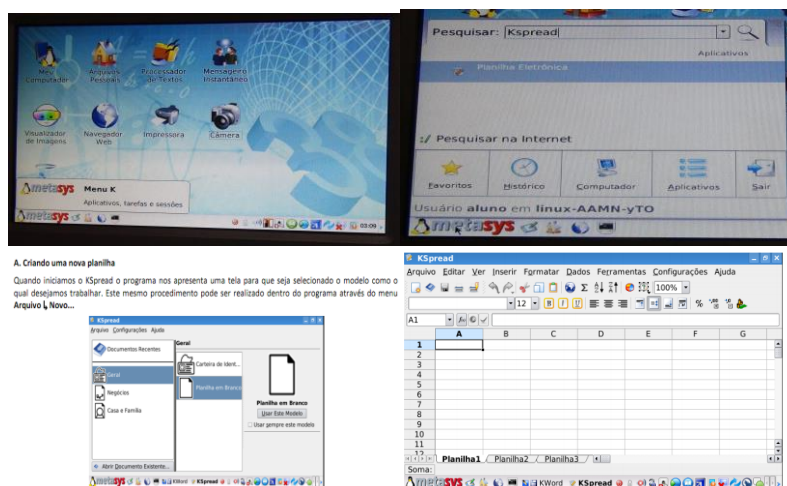 Meu
Computador
Arquivos
Pessoais
Processador
de Textos
Mensageiro
Instantâneo
Visualizador
de Imagens
Navegador
Web
Impressora
Câmera
metasys
Menu K
Aplicativos, tarefas e sessões
metasys
03:09
Pesquisar: Kspread
Aplicativos
Planilha Eletrônica
Pesquisar na Internet
Favoritos Histórico Computador Aplicativos Sair
Usuário aluno em linux-AAMN-yTO
metasys
A. Criando uma nova planilha
Quando iniciamos o KSpread o programa nos apresenta uma tela para que seja selecionado o modelo como o
qual desejamos trabalhar. Este mesmo procedimento pode ser realizado dentro do programa através do menu
Arquivo Novo...
KSpread
Arquivo Configurações Ajuda
Documentos Recentes
Geral
Negócios
Casa e Família
Abrir Documento Existente...
Geral
Carteira de Ident...
Planilha em Branco
Planilha em Branco
Usar Este Modelo
Usar sempre este modelo
metasys KWord KSpread
KSpread
Arquivo Editar Ver Inserir Formatar Dados Ferramentas Configurações Ajuda
100%
12 B I U %
A1
A B C D E F G
1
2
3
4
5
6
7
8
9
10
11
12
Planilha1 Planilha2 Planilha3
Soma:
metasys KWord KSpread